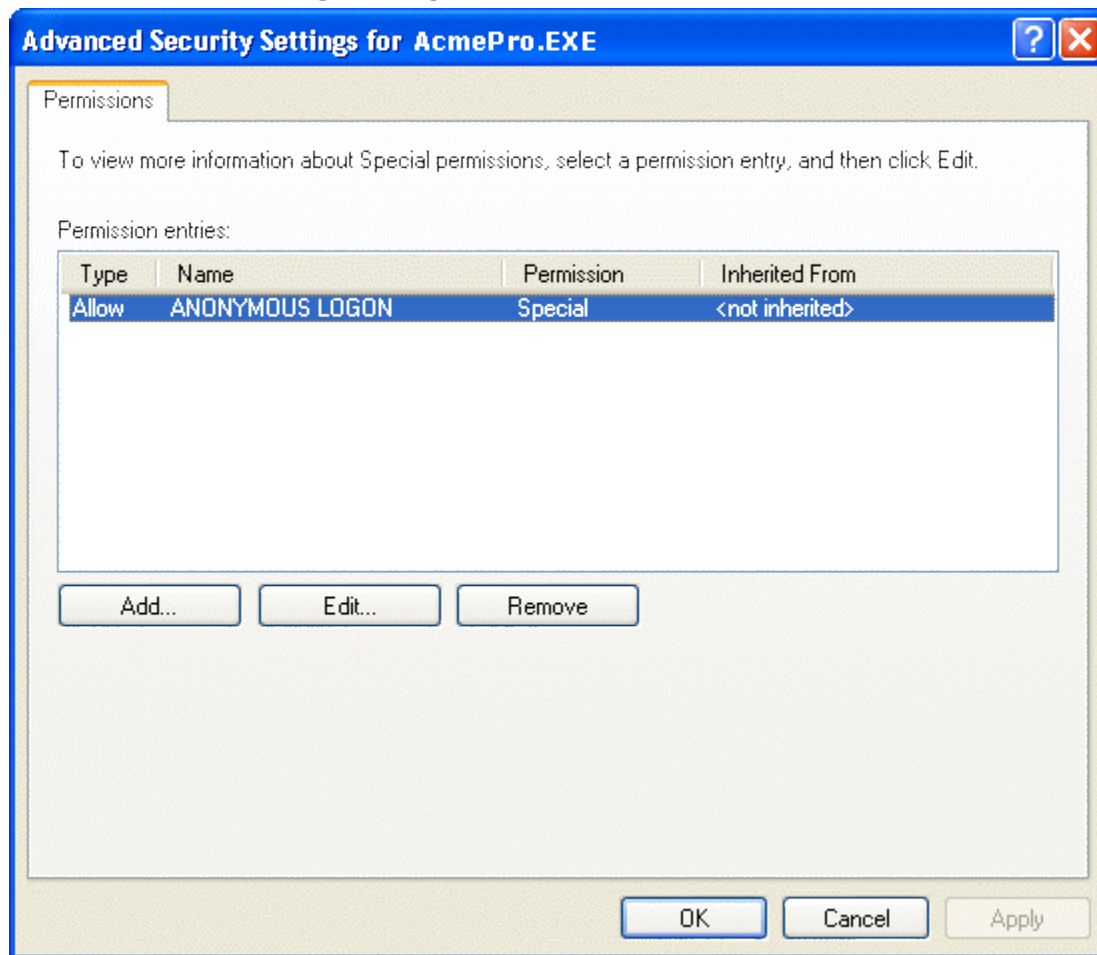 Advanced Security Settings for AcmePro.EXE
Permissions
To view more information about Special permissions, select a permission entry, and then click Edit.
Permission entries:
Type Name Permission Inherited From
Allow ANONYMOUS LOGON Special <not inherited>
Add... Edit... Remove
OK Cancel Apply